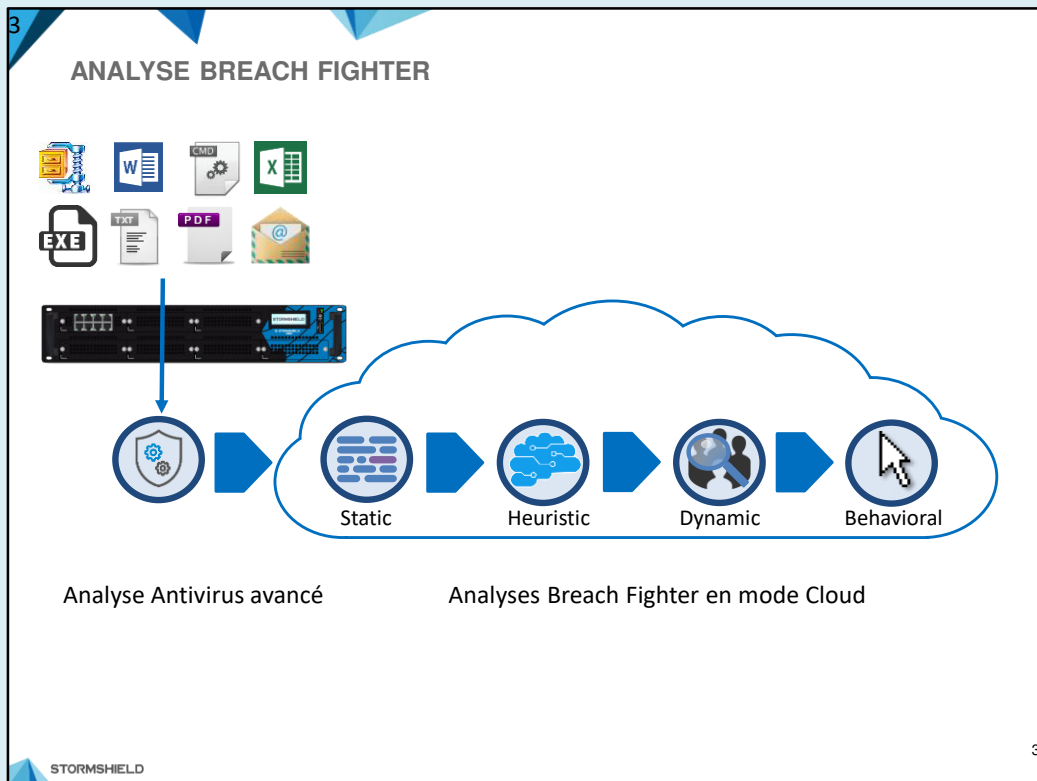 3
ANALYSE BREACH FIGHTER
W
CMD
X
EXE
TXT
PDF
@
STORMSHIELD
Static
Heuristic
Dynamic
Behavioral
Analyse Antivirus avancé
Analyses Breach Fighter en mode Cloud
3
STORMSHIELD